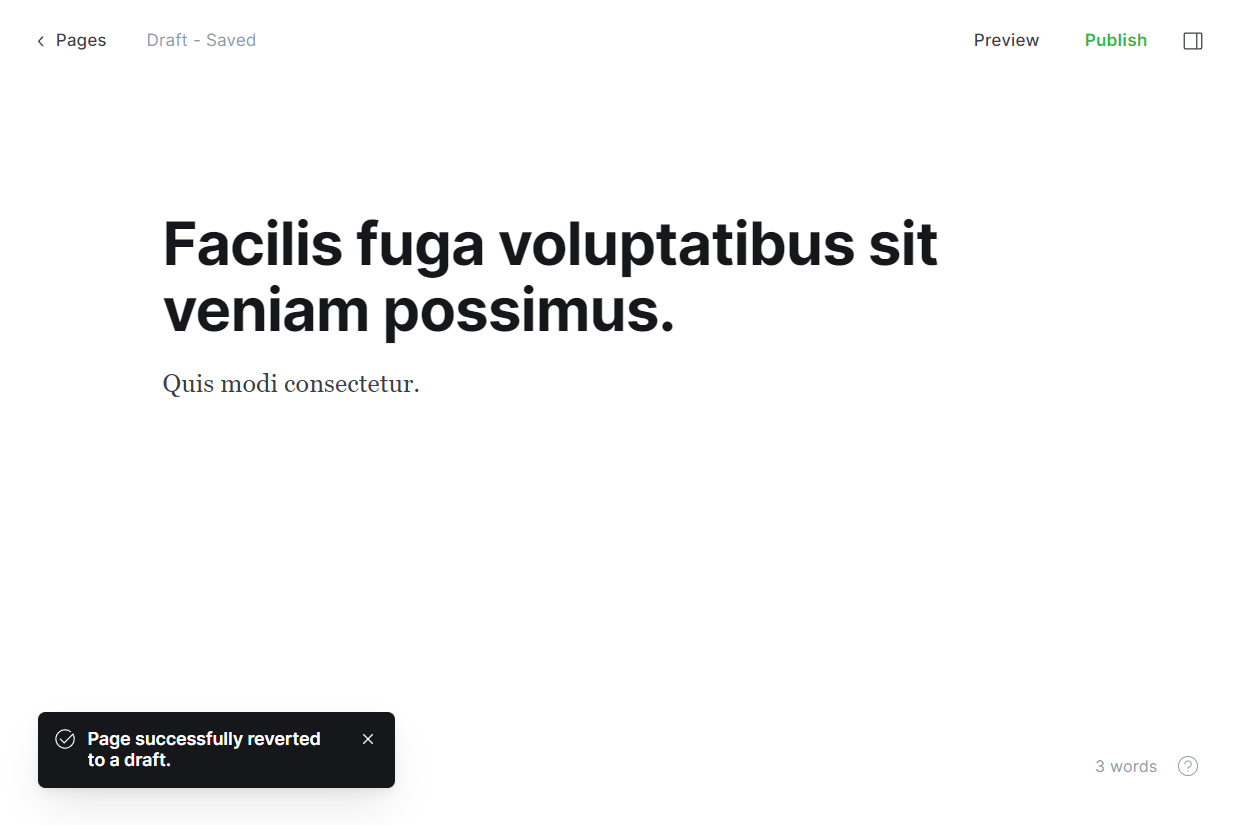 Pages Draft - Saved Preview Publish
Facilis fuga voluptatibus sit
veniam possimus.
Quis modi consectetur.
Page successfully reverted
to a draft.
3 words